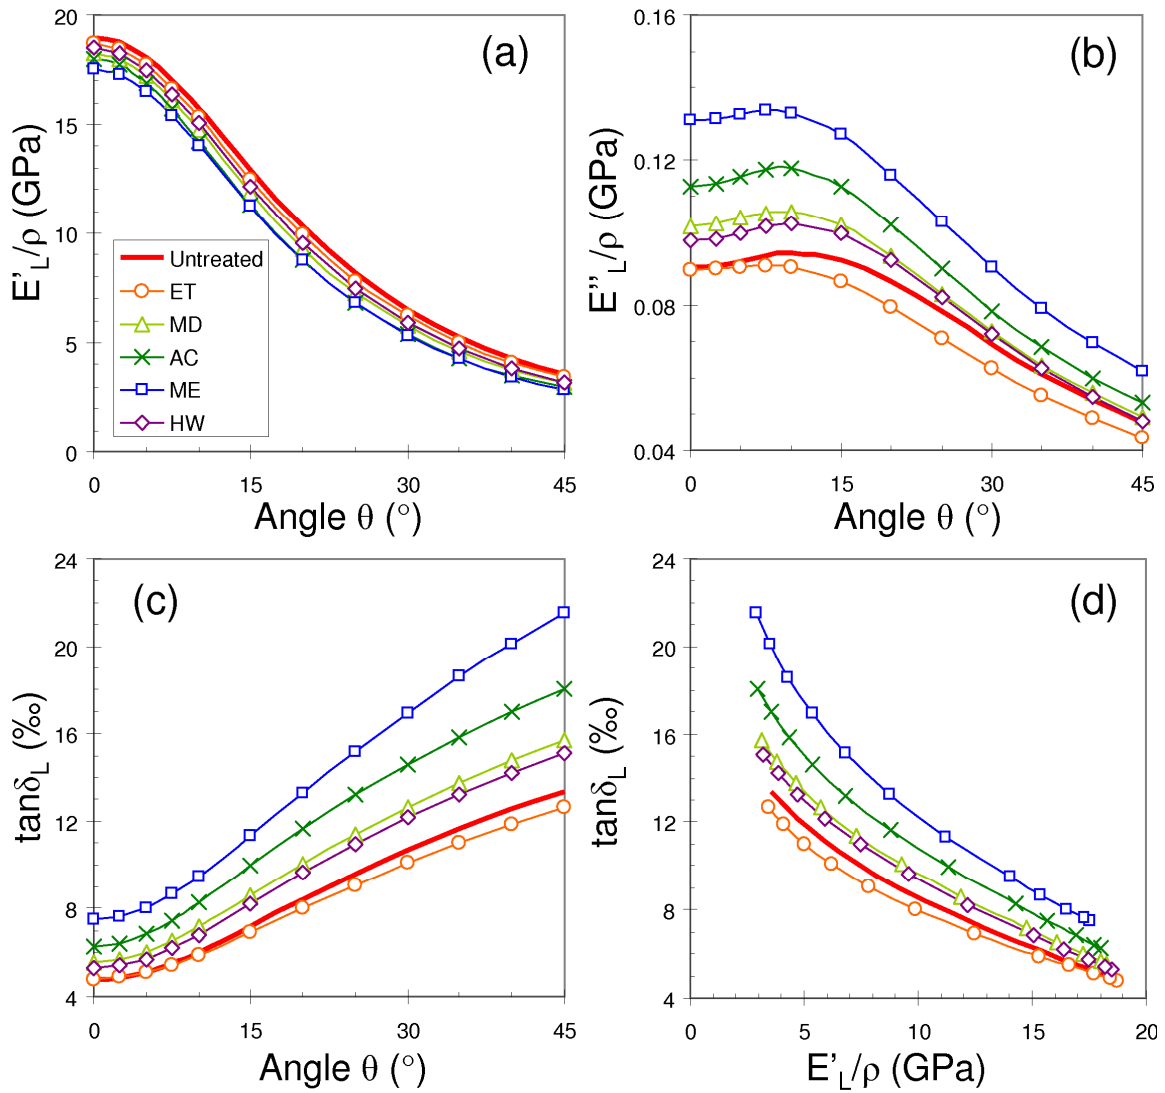 (a)
E'L/ρ (GPa)
20
15
10
5
0
Untreated
ET
MD
AC
ME
HW
0 15 30 45
Angle θ (°)
(b)
E''L/ρ (GPa)
0.16
0.12
0.08
0.04
0 15 30 45
Angle θ (°)
(c)
tanδL (‰)
24
20
16
12
8
4
0 15 30 45
Angle θ (°)
(d)
tanδL (‰)
24
20
16
12
8
4
0 5 10 15 20
E'L/ρ (GPa)